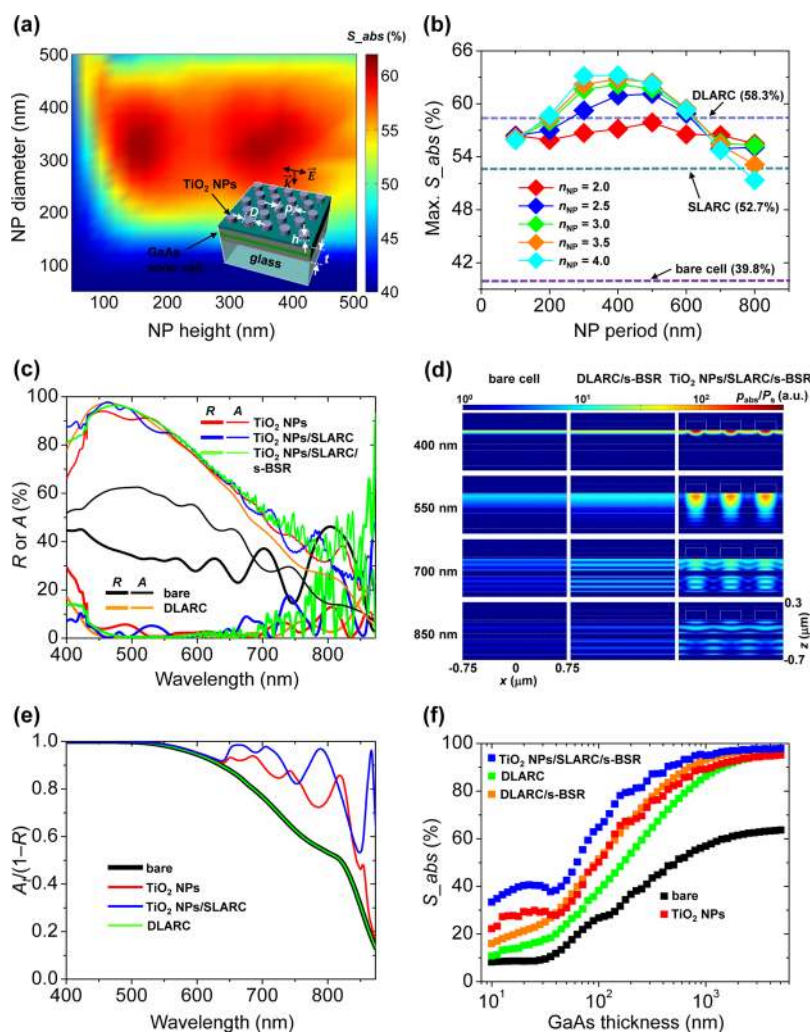 (a)
S_abs (%)
500
400
300
200
100
NP diameter (nm)
60
55
50
45
40
TiO2 NPs
GaAs
glass
E
k
D
P
h
t
100
200
300
400
500
NP height (nm)
(b)
66
63
60
57
54
51
48
45
42
39
Max. S_abs (%)
DLARC (58.3%)
SLARC (52.7%)
nNP = 2.0
nNP = 2.5
nNP = 3.0
nNP = 3.5
nNP = 4.0
bare cell (39.8%)
0
200
400
600
800
NP period (nm)
(c)
100
80
60
40
20
0
R or A (%)
R A
TiO2 NPs
TiO2 NPs/SLARC
TiO2 NPs/SLARC/
s-BSR
R A
bare
DLARC
400
500
600
700
800
Wavelength (nm)
(d)
bare cell
DLARC/s-BSR
TiO2 NPs/SLARC/s-BSR
10^0
10^1
10^2
pabs/Ps (a.u.)
400 nm
550 nm
700 nm
850 nm
0.3
z (μm)
-0.7
-0.75
0
0.75
x (μm)
(e)
1.0
0.8
0.6
0.4
0.2
0.0
bare
TiO2 NPs
TiO2 NPs/SLARC
DLARC
400
500
600
700
800
Wavelength (nm)
(f)
100
80
60
40
20
0
S_abs (%)
TiO2 NPs/SLARC/s-BSR
DLARC
DLARC/s-BSR
bare
TiO2 NPs
10^1
10^2
10^3
GaAs thickness (nm)